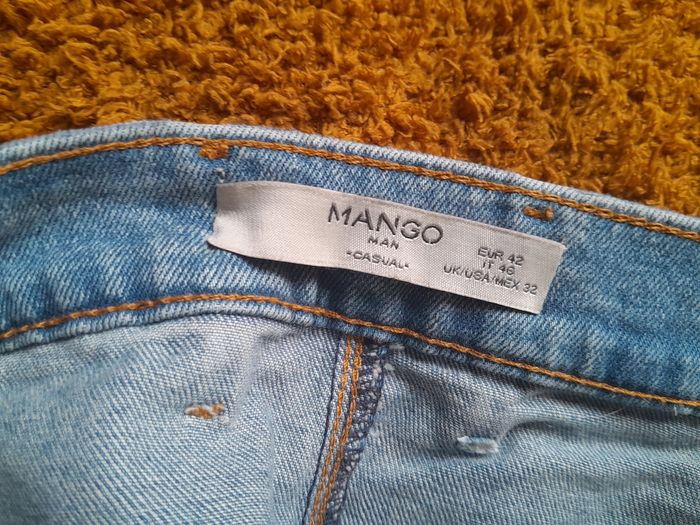 MANGO
MAN
"CASUAL"
EUR 42
IT 46
UK/USA/MEX 32